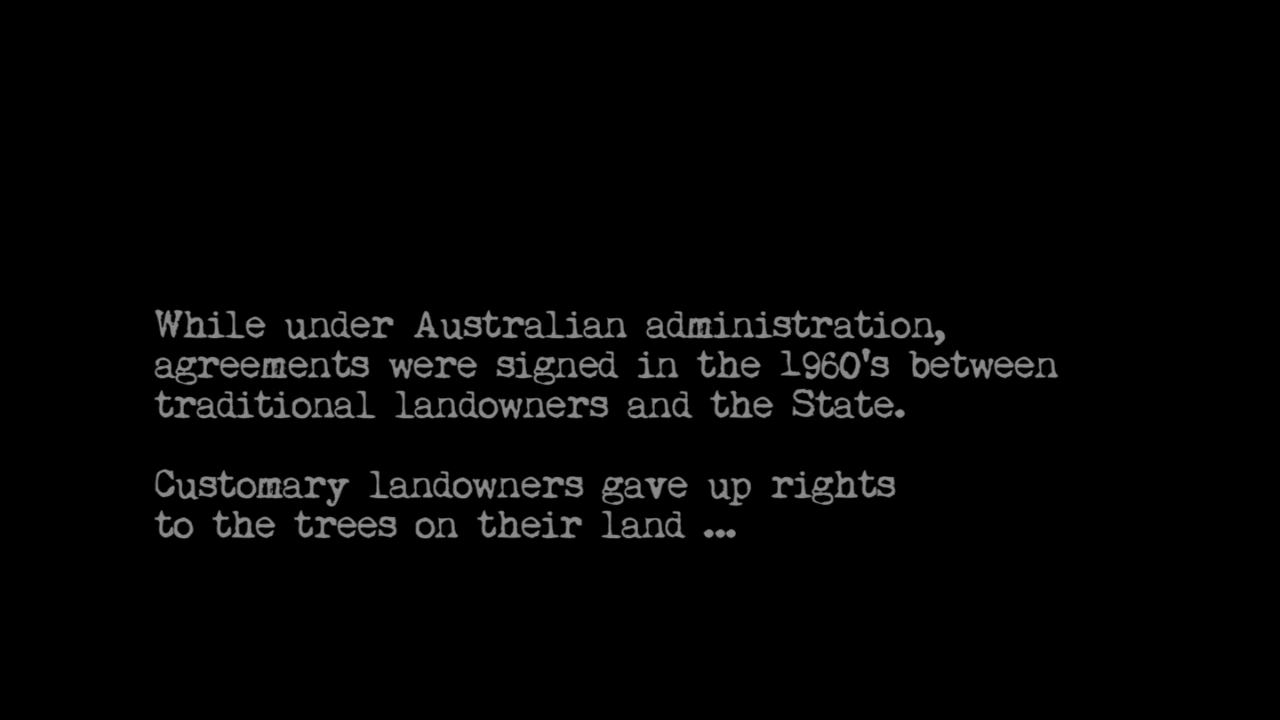 While under Australian administration,
agreements were signed in the 1960's between
traditional landowners and the State.
Customary landowners gave up rights
to the trees on their land ...